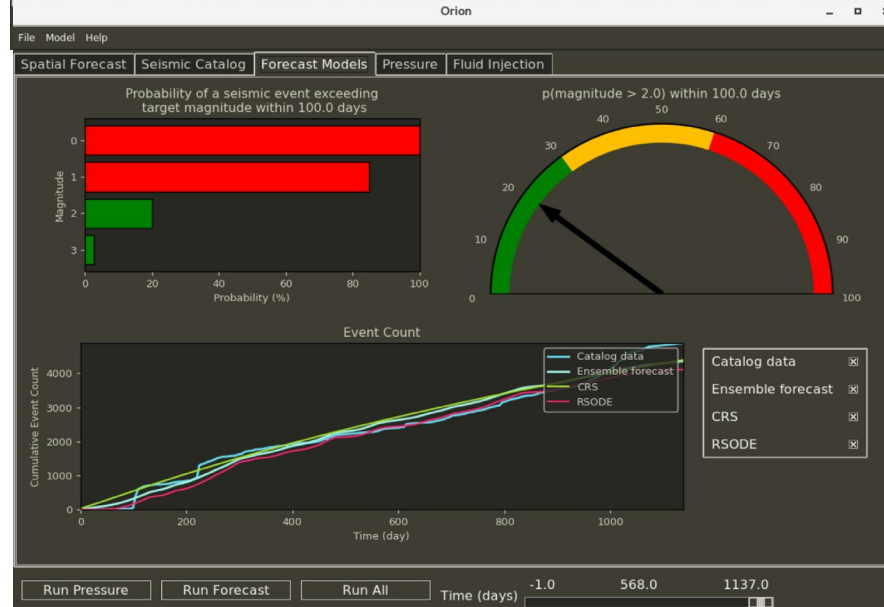 Orion
File Model Help
Spatial Forecast Seismic Catalog Forecast Models Pressure Fluid Injection
Probability of a seismic event exceeding
target magnitude within 100.0 days
Magnitude
0
1
2
3
0 20 40 60 80 100
Probability (%)
p(magnitude > 2.0) within 100.0 days
0 10 20 30 40 50 60 70 80 90 100
Event Count
Cumulative Event Count
4000
3000
2000
1000
0
0 200 400 600 800 1000
Time (day)
Catalog data
Ensemble forecast
CRS
RSODE
Catalog data
Ensemble forecast
CRS
RSODE
Run Pressure Run Forecast Run All Time (days) -1.0 568.0 1137.0